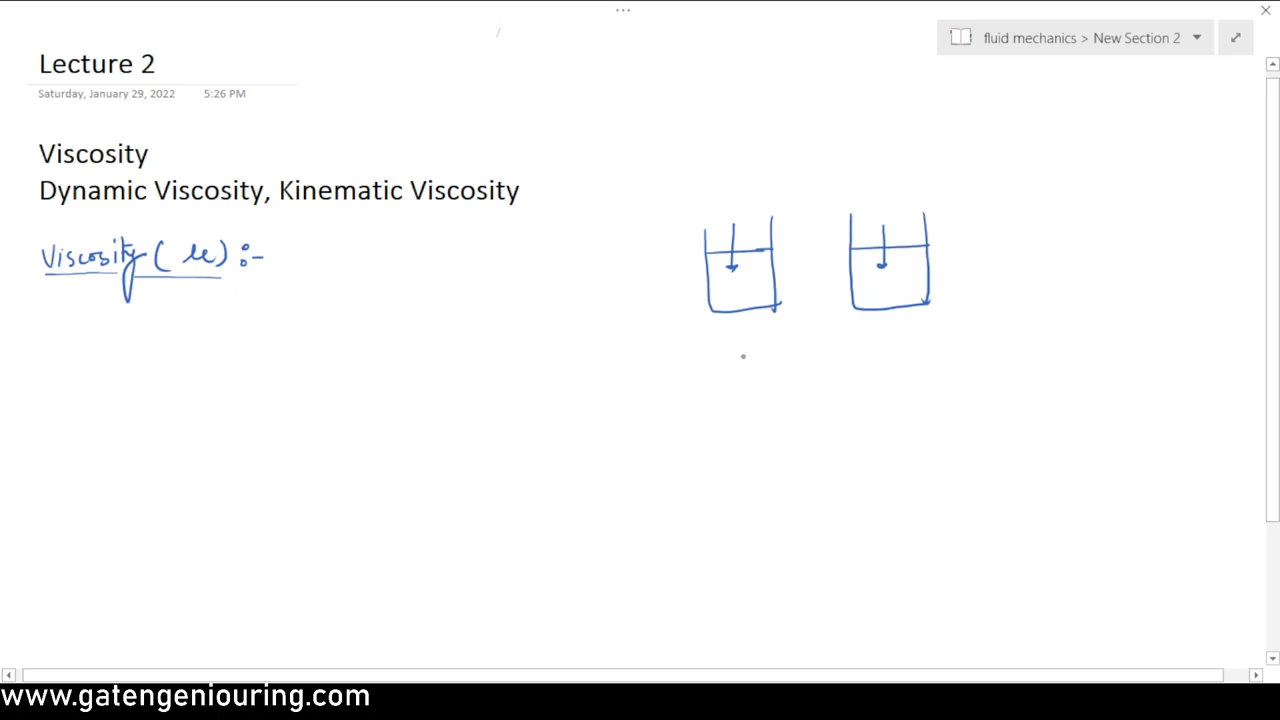 fluid mechanics > New Section 2
Lecture 2
Saturday, January 29, 2022 5:26 PM
Viscosity
Dynamic Viscosity, Kinematic Viscosity
Viscosity ( μ ) :-
www.gatengeniouring.com